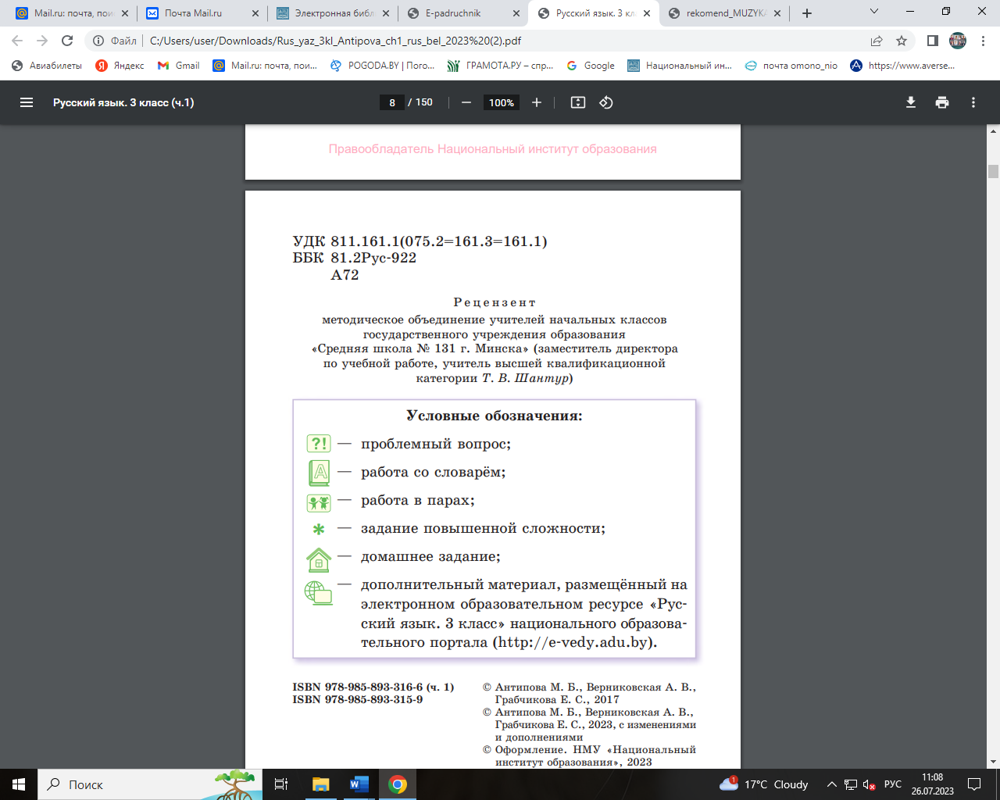 Mail.ru: почта, пои
Почта Mail.ru
Электронная библ
E-padruchnik
Русский язык. 3 кл
rekomend_MUZYKA
Файл
C:/Users/user/Downloads/Rus_yaz_3kl_Antipova_ch1_rus_bel_2023%20(2).pdf
Авиабилеты
Яндекс
Gmail
Mail.ru: почта, пои...
POGODA.BY | Пого...
ГРАМОТА.РУ – спр...
Google
Национальный ин...
почта omono_nio
https://www.averse...
Русский язык. 3 класс (ч.1)
8 / 150
100%
Правообладатель Национальный институт образования
УДК 811.161.1(075.2=161.3=161.1)
ББК 81.2Рус-922
А72
Рецензент
методическое объединение учителей начальных классов
государственного учреждения образования
«Средняя школа № 131 г. Минска» (заместитель директора
по учебной работе, учитель высшей квалификационной
категории Т. В. Шантур)
Условные обозначения:
?! — проблемный вопрос;
А — работа со словарём;
— работа в парах;
* — задание повышенной сложности;
— домашнее задание;
— дополнительный материал, размещённый на
электронном образовательном ресурсе «Рус-
ский язык. 3 класс» национального образова-
тельного портала (http://e-vedy.adu.by).
ISBN 978-985-893-316-6 (ч. 1)
ISBN 978-985-893-315-9
© Антипова М. Б., Верниковская А. В.,
Грабчикова Е. С., 2017
© Антипова М. Б., Верниковская А. В.,
Грабчикова Е. С., 2023, с изменениями
и дополнениями
© Оформление. НМУ «Национальный
институт образования», 2023
Поиск
1
17°C Cloudy
РУС
11:08
26.07.2023